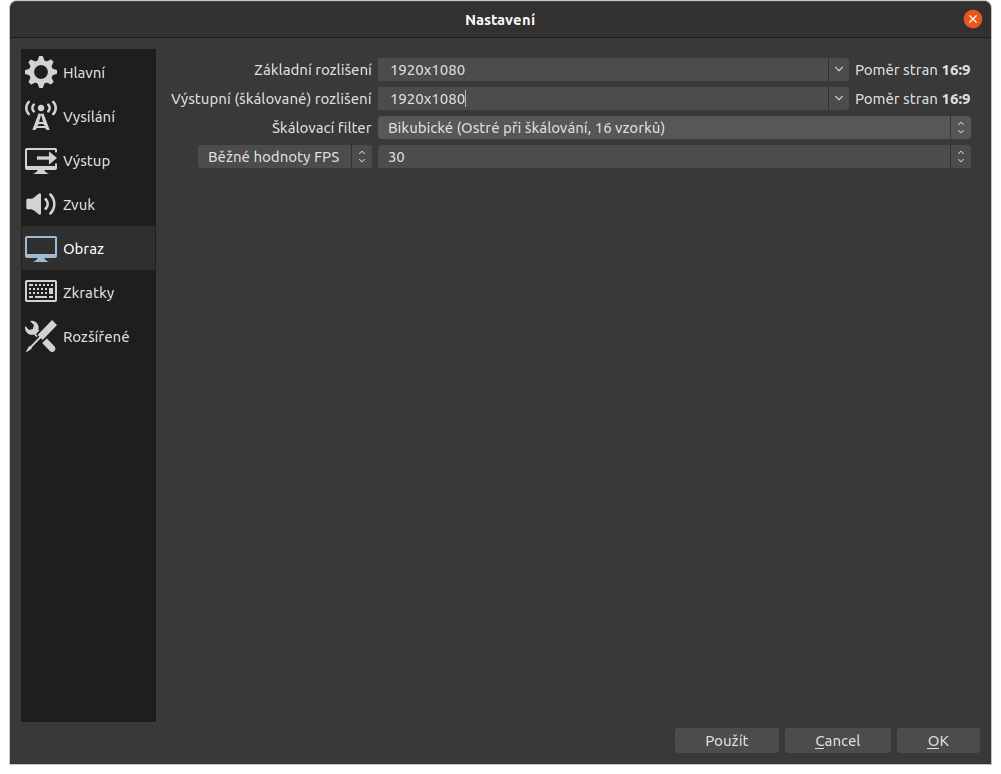 Nastavení
Hlavní
Vysílání
Výstup
Zvuk
Obraz
Zkratky
Rozšířené
Základní rozlišení 1920x1080 Poměr stran 16:9
Výstupní (škálované) rozlišení 1920x1080 Poměr stran 16:9
Škálovací filter Bikubické (Ostré při škálování, 16 vzorků)
Běžné hodnoty FPS 30
Použít Cancel OK